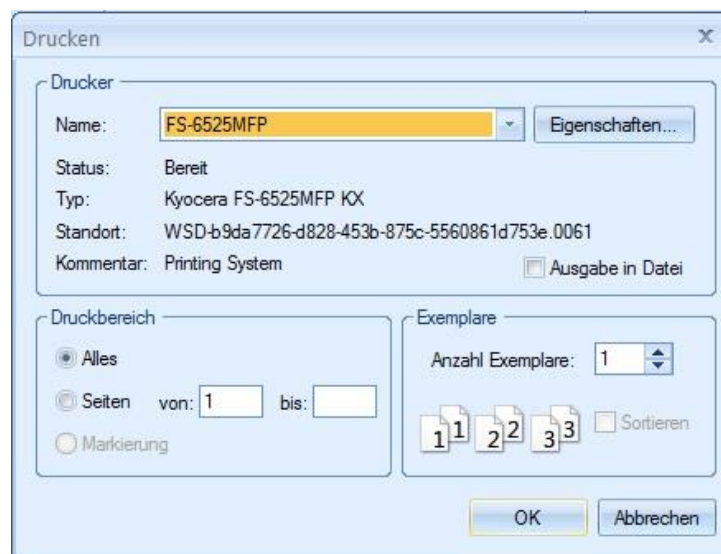 Drucken
x
Drucker
Name: FS-6525MFP Eigenschaften...
Status: Bereit
Typ: Kyocera FS-6525MFP KX
Standort: WSD-b9da7726-d828-453b-875c-5560861d753e.0061
Kommentar: Printing System Ausgabe in Datei
Druckbereich
Alles
Seiten von: 1 bis:
Markierung
Exemplare
Anzahl Exemplare: 1
1 1 2 2 3 3 Sortieren
OK Abbrechen